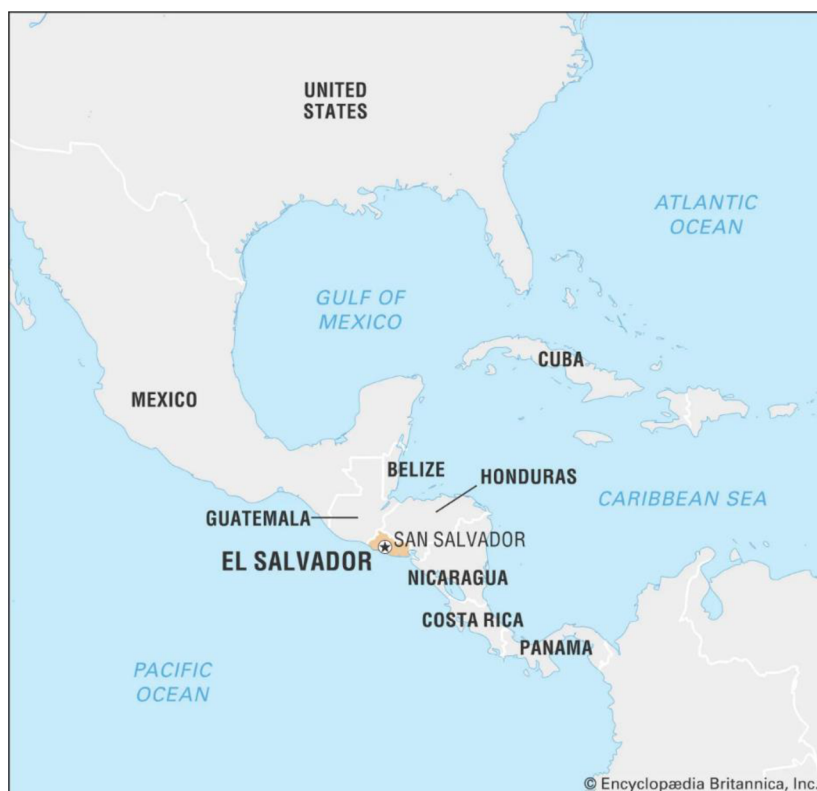 UNITED
STATES
ATLANTIC
OCEAN
GULF OF
MEXICO
CUBA
MEXICO
BELIZE
HONDURAS
CARIBBEAN SEA
GUATEMALA
SAN SALVADOR
EL SALVADOR
NICARAGUA
COSTA RICA
PANAMA
PACIFIC
OCEAN
© Encyclopædia Britannica, Inc.